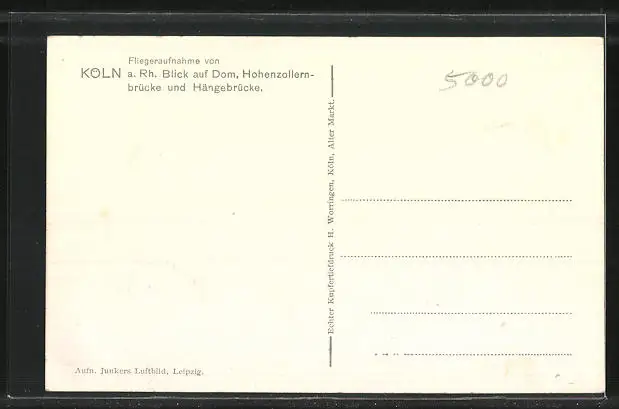 Fliegeraufnahme von
KÖLN a. Rh. Blick auf Dom, Hohenzollern-
brücke und Hängebrücke.
5000
Echter Kupfertiefdruck H. Worringen, Köln, Alter Markt.
Aufn. Junkers Luftbild, Leipzig.